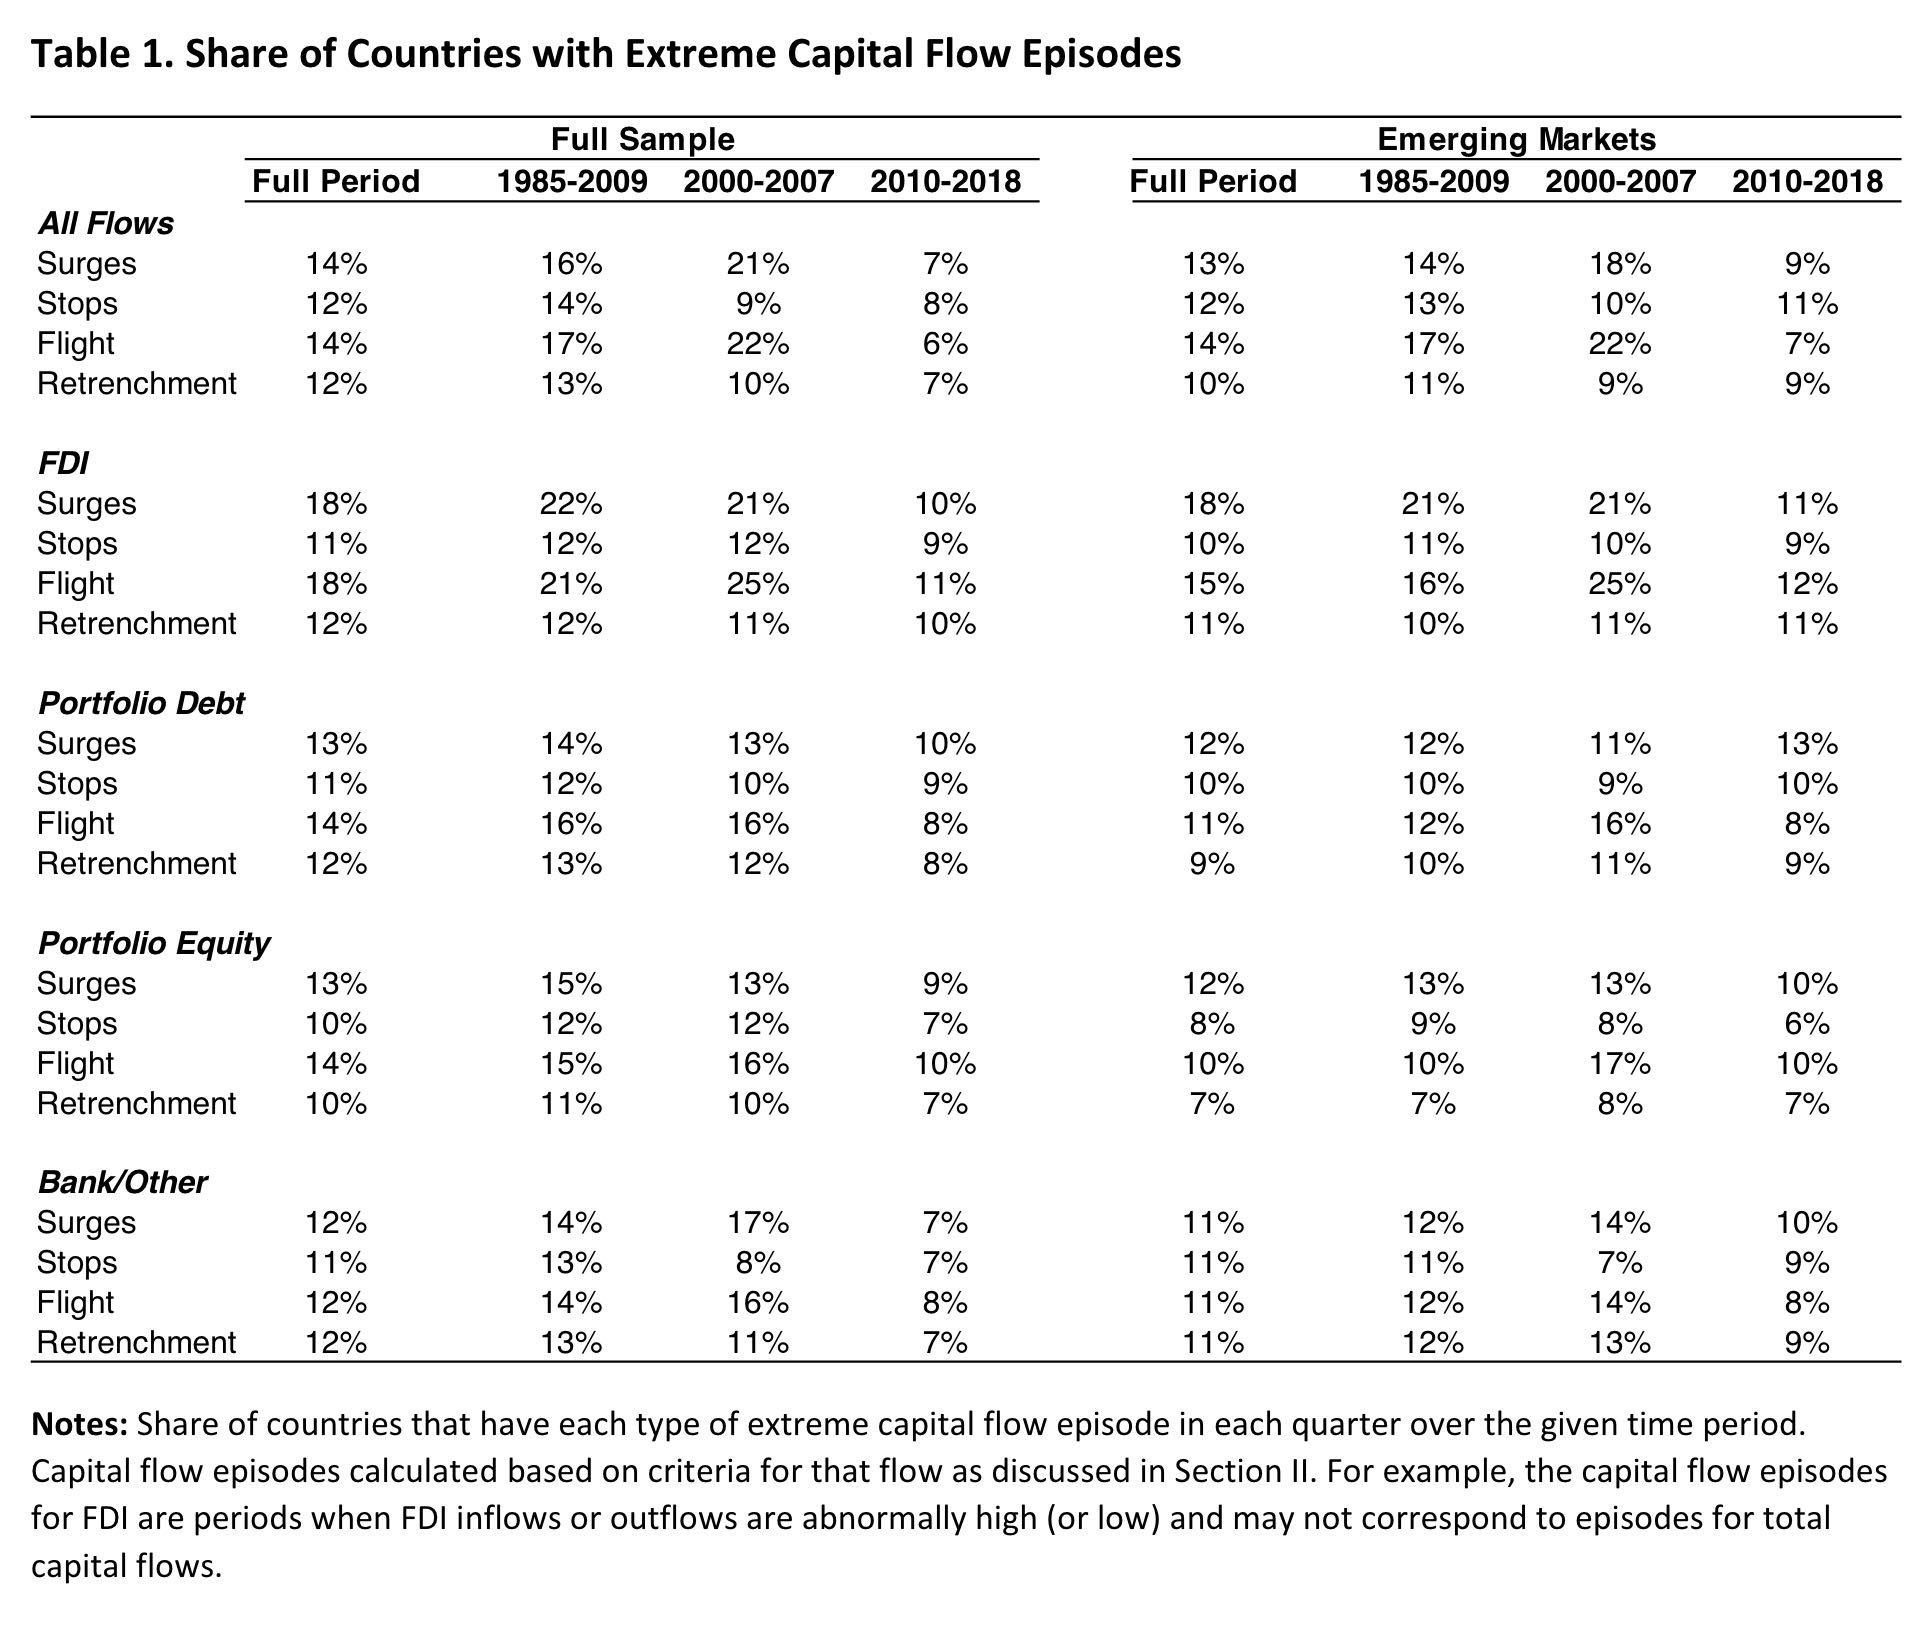 Table 1. Share of Countries with Extreme Capital Flow Episodes
Full Sample Emerging Markets
Full Period 1985-2009 2000-2007 2010-2018 Full Period 1985-2009 2000-2007 2010-2018
All Flows
Surges 14% 16% 21% 7% 13% 14% 18% 9%
Stops 12% 14% 9% 8% 12% 13% 10% 11%
Flight 14% 17% 22% 6% 14% 17% 22% 7%
Retrenchment 12% 13% 10% 7% 10% 11% 9% 9%
FDI
Surges 18% 22% 21% 10% 18% 21% 21% 11%
Stops 11% 12% 12% 9% 10% 11% 10% 9%
Flight 18% 21% 25% 11% 15% 16% 25% 12%
Retrenchment 12% 12% 11% 10% 11% 10% 11% 11%
Portfolio Debt
Surges 13% 14% 13% 10% 12% 12% 11% 13%
Stops 11% 12% 10% 9% 10% 10% 9% 10%
Flight 14% 16% 16% 8% 11% 12% 16% 8%
Retrenchment 12% 13% 12% 8% 9% 10% 11% 9%
Portfolio Equity
Surges 13% 15% 13% 9% 12% 13% 13% 10%
Stops 10% 12% 12% 7% 8% 9% 8% 6%
Flight 14% 15% 16% 10% 10% 10% 17% 10%
Retrenchment 10% 11% 10% 7% 7% 7% 8% 7%
Bank/Other
Surges 12% 14% 17% 7% 11% 12% 14% 10%
Stops 11% 13% 8% 7% 11% 11% 7% 9%
Flight 12% 14% 16% 8% 11% 12% 14% 8%
Retrenchment 12% 13% 11% 7% 11% 12% 13% 9%
Notes: Share of countries that have each type of extreme capital flow episode in each quarter over the given time period.
Capital flow episodes calculated based on criteria for that flow as discussed in Section II. For example, the capital flow episodes
for FDI are periods when FDI inflows or outflows are abnormally high (or low) and may not correspond to episodes for total
capital flows.